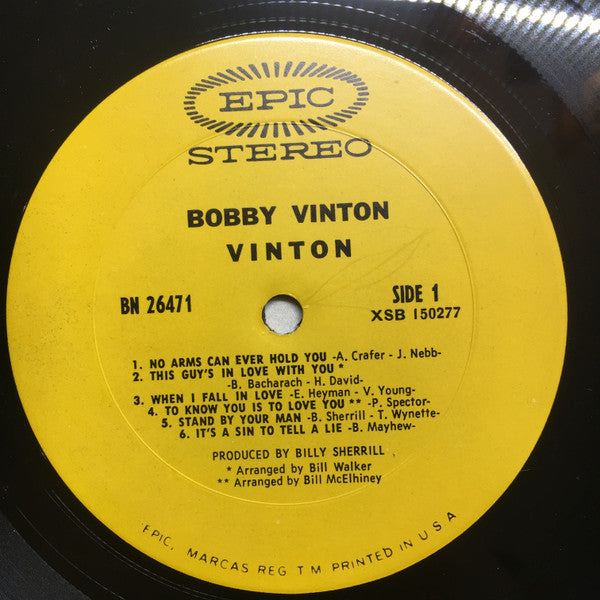 EPIC
STEREO
BOBBY VINTON
VINTON
BN 26471
SIDE 1
XSB 150277
1. NO ARMS CAN EVER HOLD YOU -A. Crafer - J. Nebb-
2. THIS GUY'S IN LOVE WITH YOU *
-B. Bacharach - H. David-
3. WHEN I FALL IN LOVE -E. Heyman - V. Young-
4. TO KNOW YOU IS TO LOVE YOU ** -P. Spector-
5. STAND BY YOUR MAN -B. Sherrill - T. Wynette-
6. IT'S A SIN TO TELL A LIE -B. Mayhew-
PRODUCED BY BILLY SHERRILL
* Arranged by Bill Walker
** Arranged by Bill McElhiney
EPIC, MARCAS REG T M PRINTED IN U S A